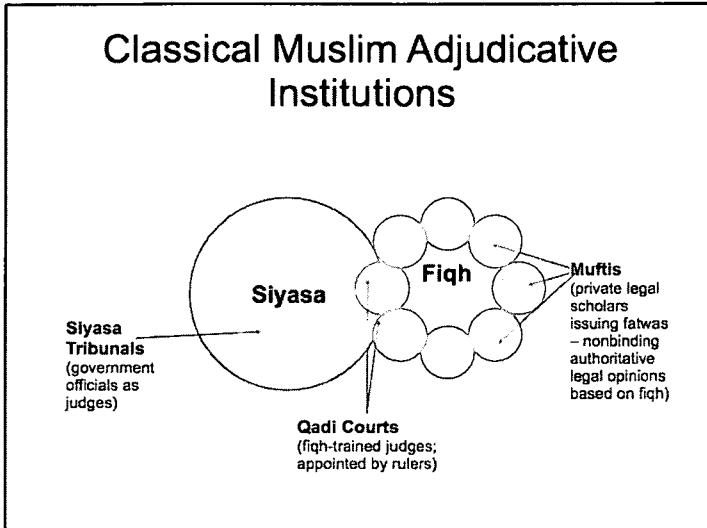 Classical Muslim Adjudicative
Institutions
Siyasa
Fiqh
Siyasa
Tribunals
(government
officials as
judges)
Qadi Courts
(fiqh-trained judges;
appointed by rulers)
Muftis
(private legal
scholars
issuing fatwas
– nonbinding
authoritative
legal opinions
based on fiqh)